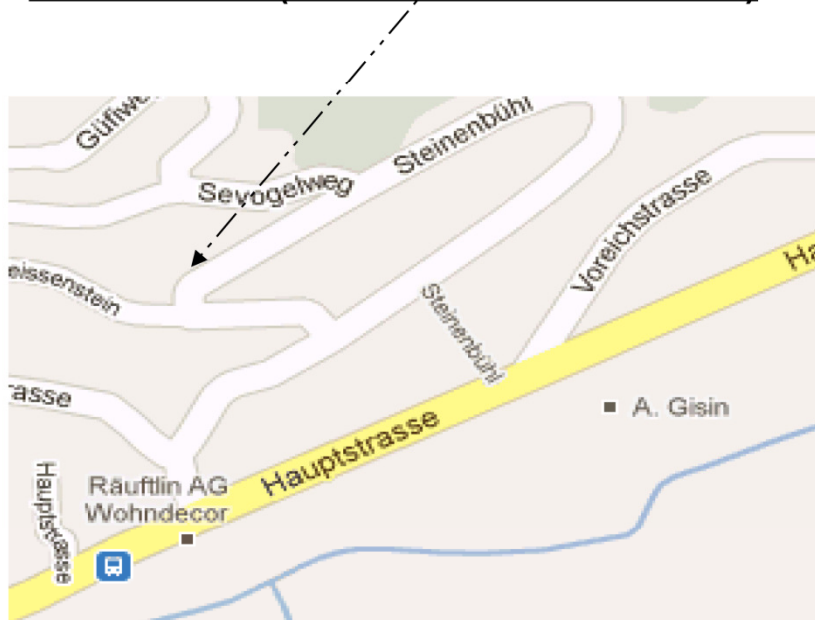 Steinenbühl
Sevogelweg
Voreichstrasse
eissenstein
Steinenbühl
rasse
A. Gisin
Hauptstrasse
Hauptstrasse
Räuftlin AG
Wohndecor